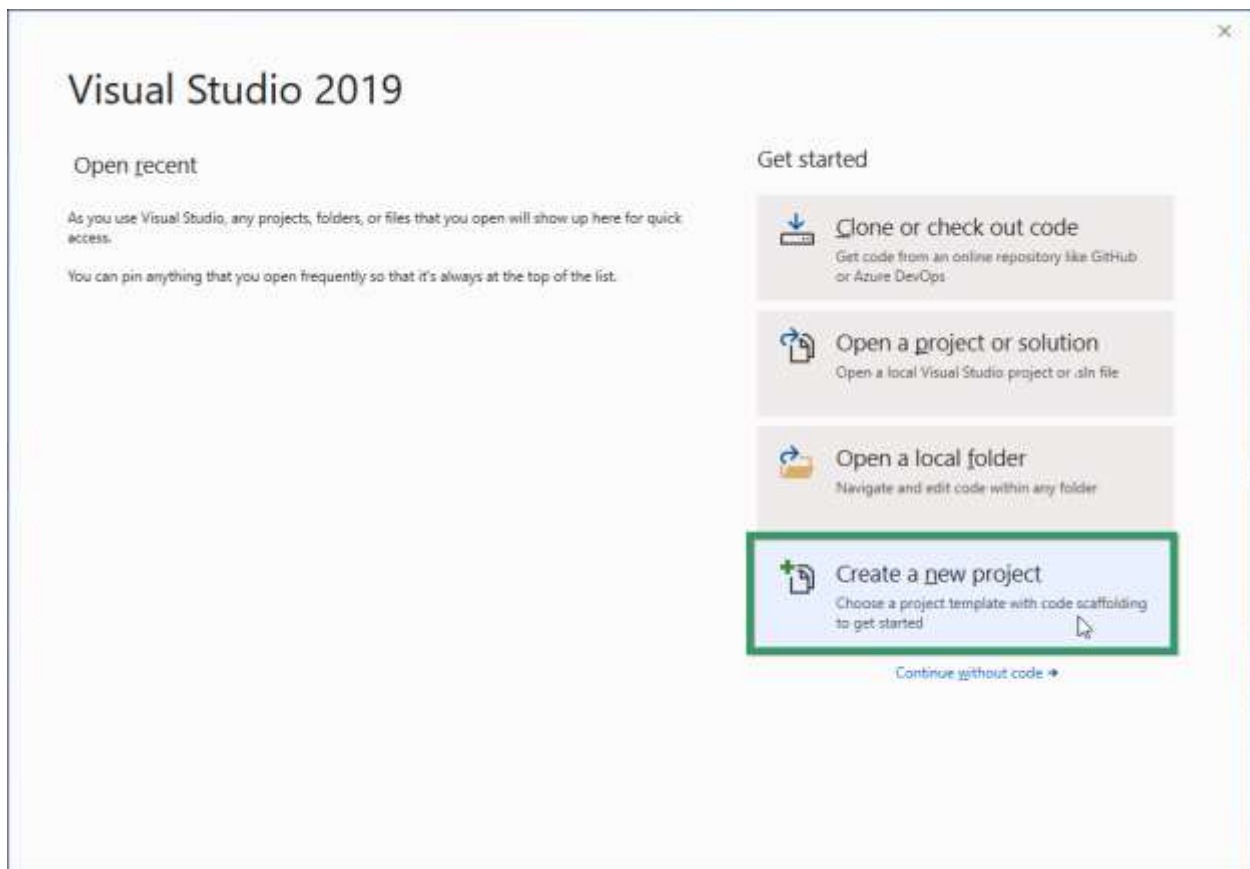 Visual Studio 2019
Open recent
As you use Visual Studio, any projects, folders, or files that you open will show up here for quick
access.
You can pin anything that you open frequently so that it's always at the top of the list.
Get started
Clone or check out code
Get code from an online repository like GitHub
or Azure DevOps
Open a project or solution
Open a local Visual Studio project or .sln file
Open a local folder
Navigate and edit code within any folder
Create a new project
Choose a project template with code scaffolding
to get started
Continue without code →